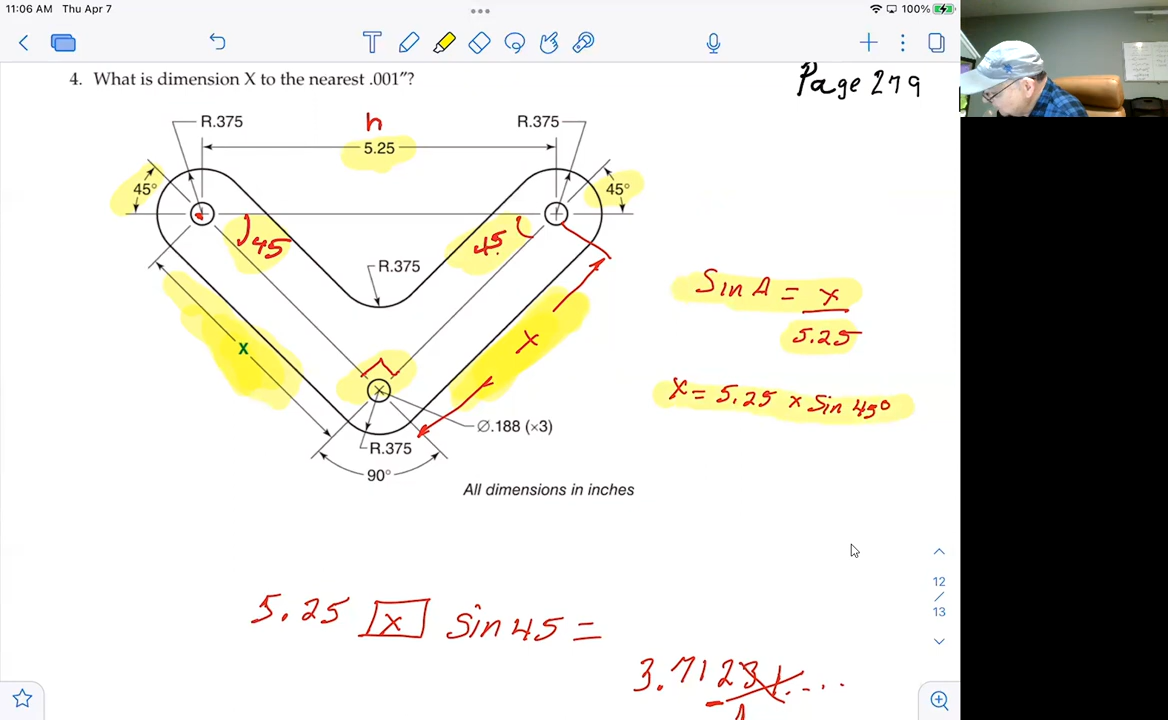 11:06 AM Thu Apr 7
100%
4. What is dimension X to the nearest .001"?
Page 279
R.375
h
R.375
5.25
45°
45°
45
45
R.375
Sin A = x
5.25
X
x
x = 5.25 x Sin 45°
Ø.188 (×3)
R.375
90°
All dimensions in inches
12
13
5.25 x Sin 45 =
3.71231....